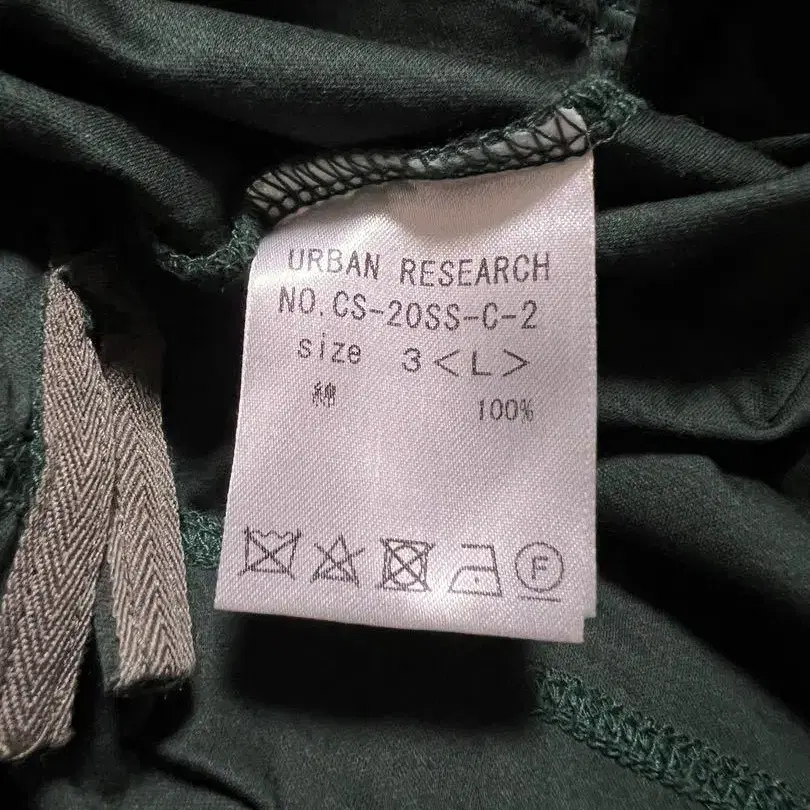 URBAN RESEARCH
NO.CS-20SS-C-2
size 3<L>
綿 100%
F